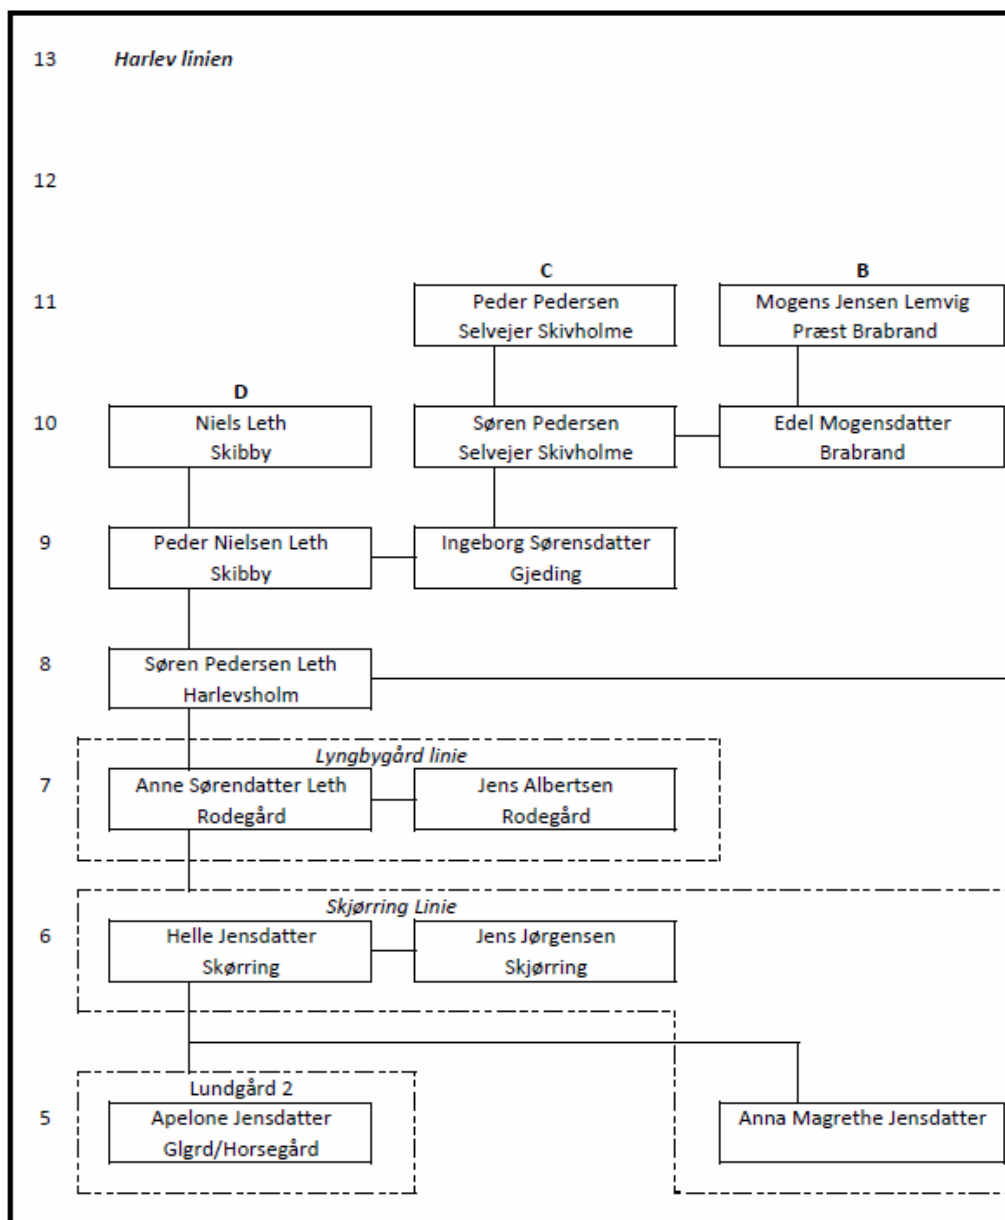 13 Harlev linien
12
C B
11 Peder Pedersen Mogens Jensen Lemvig
Selvejer Skivholme Præst Brabrand
D
10 Niels Leth Søren Pedersen Edel Mogensdatter
Skibby Selvejer Skivholme Brabrand
9 Peder Nielsen Leth Ingeborg Sørensdatter
Skibby Gjeding
8 Søren Pedersen Leth
Harlevsholm
Lyngbygård linie
7 Anne Sørendatter Leth Jens Albertsen
Rodegård Rodegård
Skjørring Linie
6 Helle Jensdatter Jens Jørgensen
Skørring Skjørring
Lundgård 2
5 Apelone Jensdatter Anna Magrethe Jensdatter
Glgrd/Horsegård